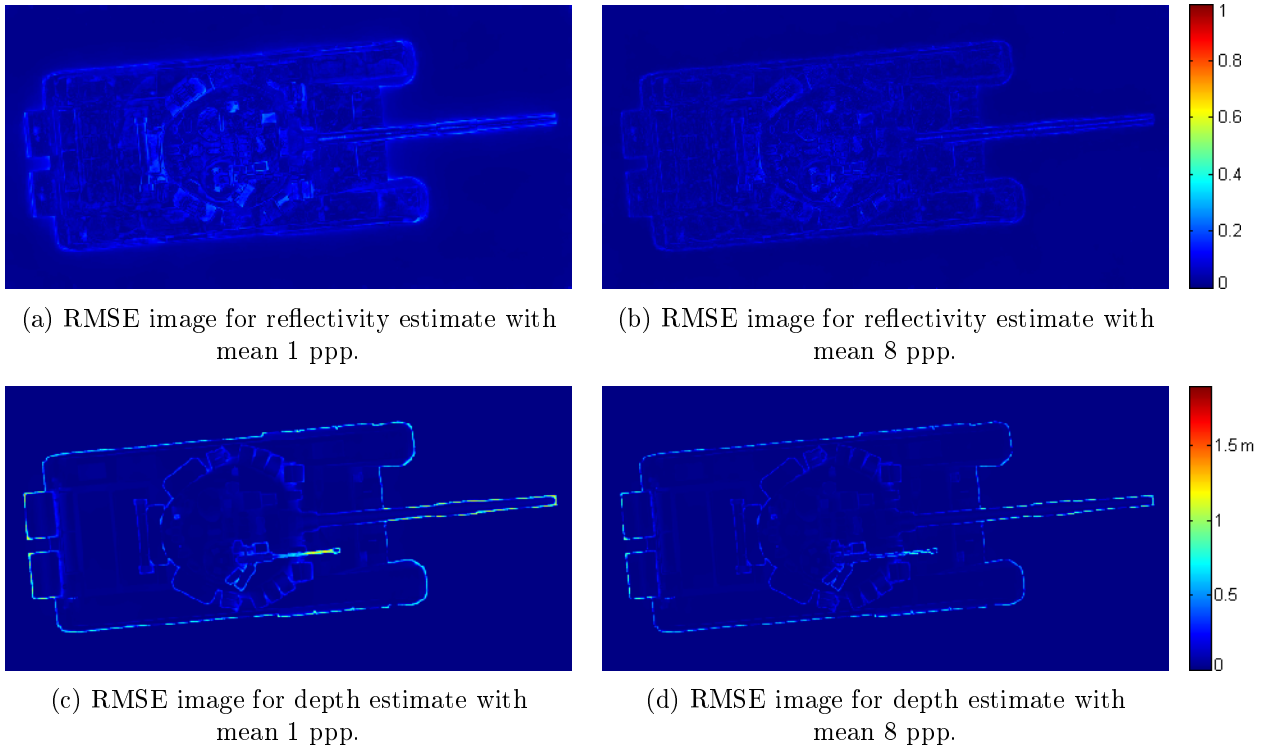 1
0.8
0.6
0.4
0.2
0
(a) RMSE image for reflectivity estimate with
mean 1 ppp.
(b) RMSE image for reflectivity estimate with
mean 8 ppp.
1.5m
1
0.5
0
(c) RMSE image for depth estimate with
mean 1 ppp.
(d) RMSE image for depth estimate with
mean 8 ppp.